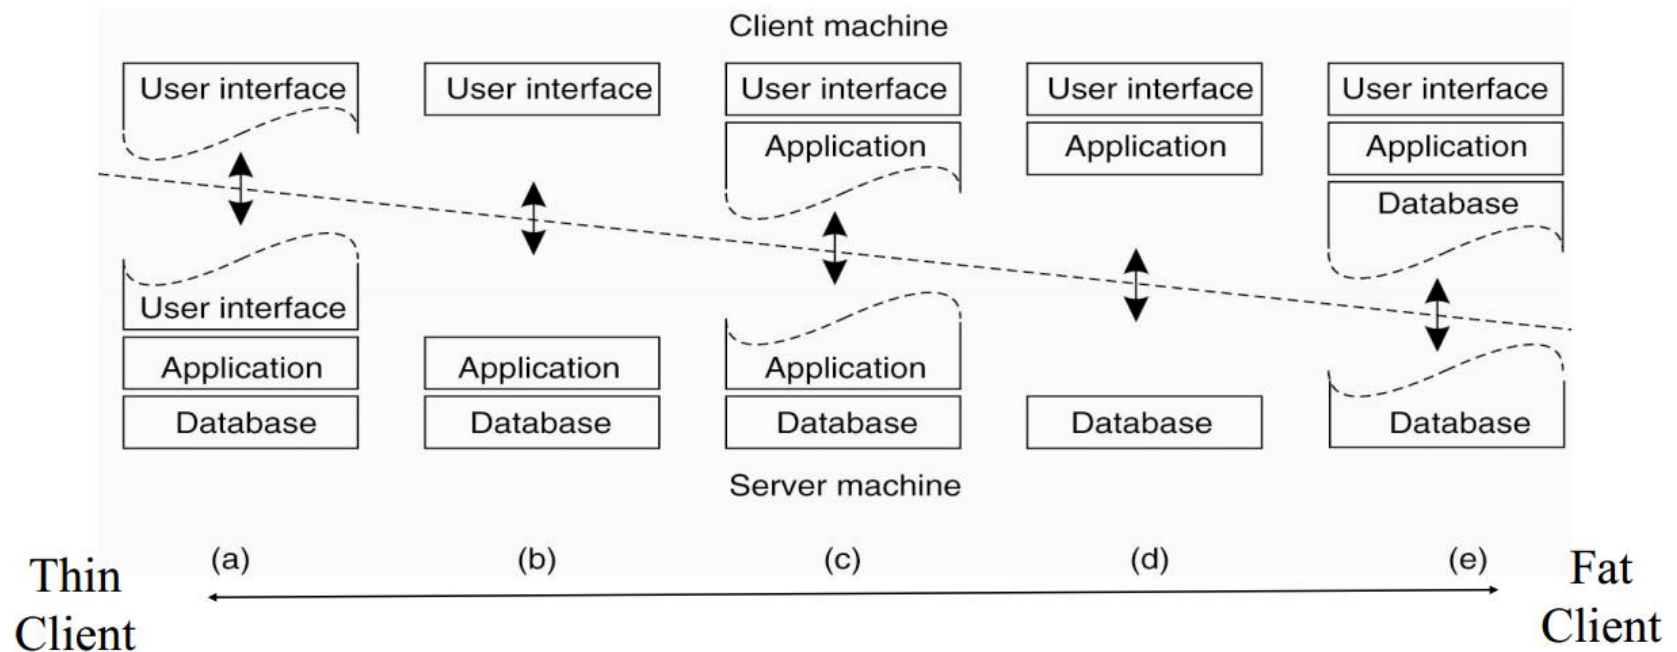 Client machine
User interface User interface User interface User interface User interface
Application Application Application
Database
User interface
Application Application Application
Database Database Database Database Database
Server machine
(a) (b) (c) (d) (e)
Thin Client
Fat Client